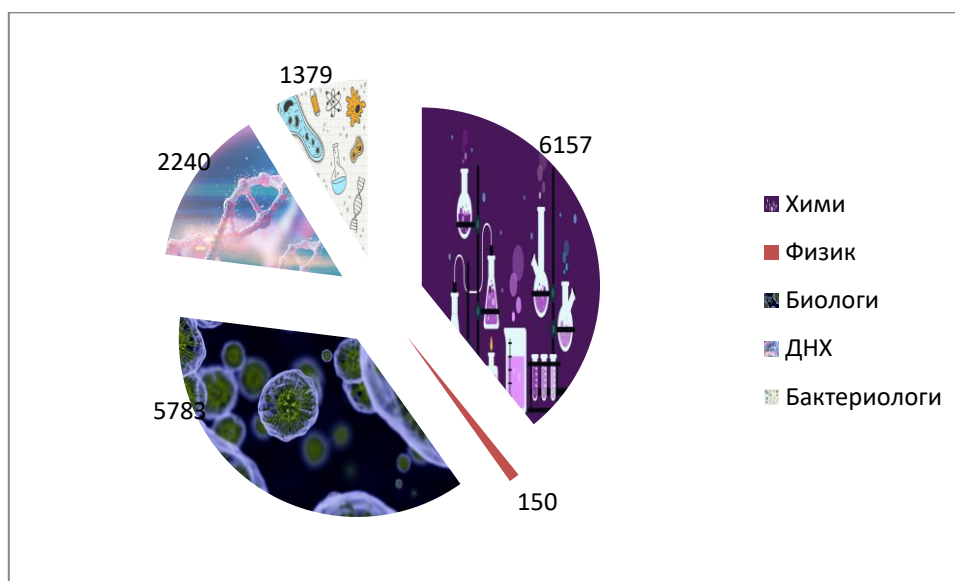 1379
6157
2240
5783
150
Хими
Физик
Биологи
ДНХ
Бактериологи